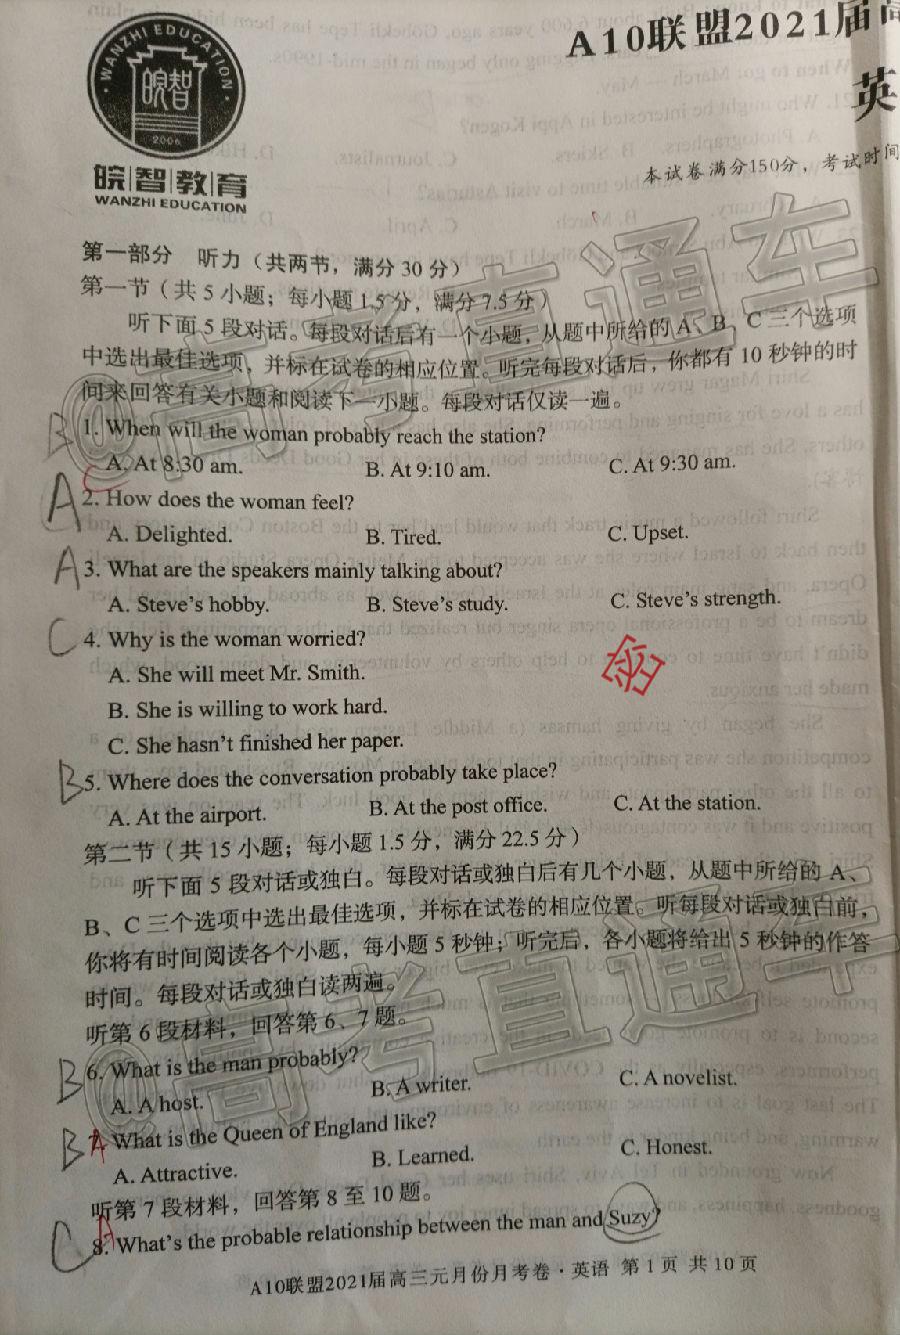 WANZHI EDUCATION
皖智
2006
皖智教育
WANZHI EDUCATION
A10联盟2021届高
英
本试卷满分150分，考试时间
第一部分 听力（共两节，满分 30 分）
第一节（共 5 小题；每小题 1.5 分，满分 7.5 分）
听下面 5 段对话。每段对话后有一个小题，从题中所给的 A、B、C 三个选项
中选出最佳选项，并标在试卷的相应位置。听完每段对话后，你都有 10 秒钟的时
间来回答有关小题和阅读下一小题。每段对话仅读一遍。
B 1. When will the woman probably reach the station?
A. At 8:30 am. B. At 9:10 am. C. At 9:30 am.
C
A 2. How does the woman feel?
A. Delighted. B. Tired. C. Upset.
A 3. What are the speakers mainly talking about?
A. Steve's hobby. B. Steve's study. C. Steve's strength.
C 4. Why is the woman worried?
A. She will meet Mr. Smith.
密
B. She is willing to work hard.
C. She hasn't finished her paper.
B 5. Where does the conversation probably take place?
A. At the airport. B. At the post office. C. At the station.
第二节（共 15 小题；每小题 1.5 分，满分 22.5 分）
听下面 5 段对话或独白。每段对话或独白后有几个小题，从题中所给的 A、
B、C 三个选项中选出最佳选项，并标在试卷的相应位置。听每段对话或独白前，
你将有时间阅读各个小题，每小题 5 秒钟；听完后，各小题将给出 5 秒钟的作答
时间。每段对话或独白读两遍。
听第 6 段材料，回答第 6、7 题。
B 6. What is the man probably?
A. A host. B. A writer. C. A novelist.
B A What is the Queen of England like?
A. Attractive. B. Learned. C. Honest.
听第 7 段材料，回答第 8 至 10 题。
C A 8. What's the probable relationship between the man and Suzy?
A10联盟2021届高三元月份月考卷·英语 第 1 页 共 10 页
@高考直通车
@高考直通车